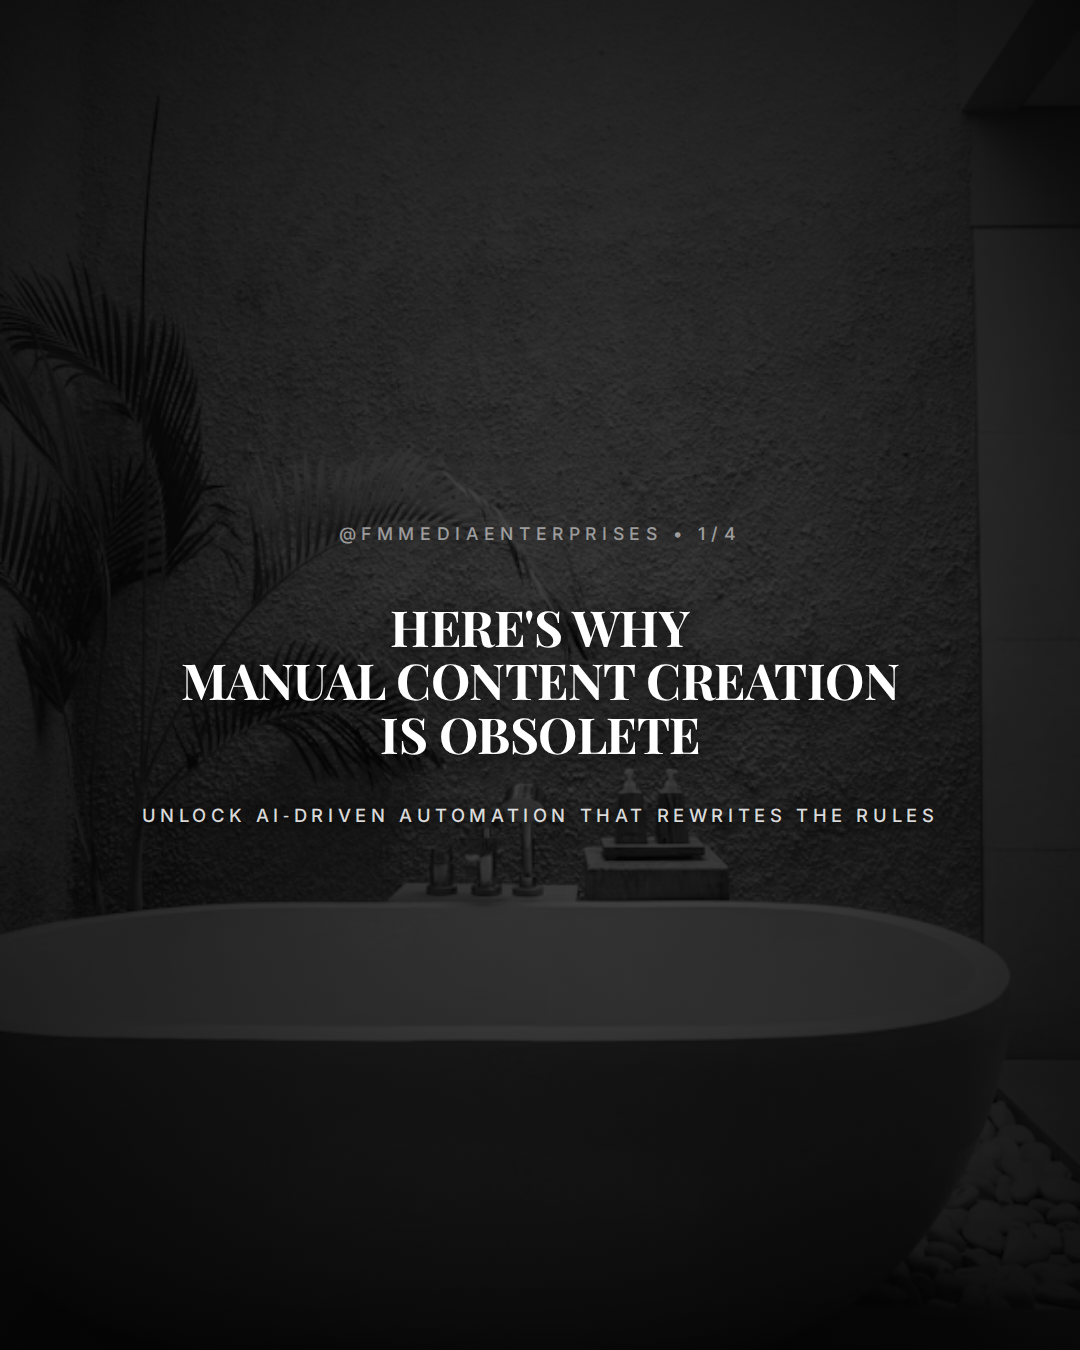 @FMMEDIAENTERPRISES • 1/4
HERE'S WHY
MANUAL CONTENT CREATION
IS OBSOLETE
UNLOCK AI-DRIVEN AUTOMATION THAT REWRITES THE RULES